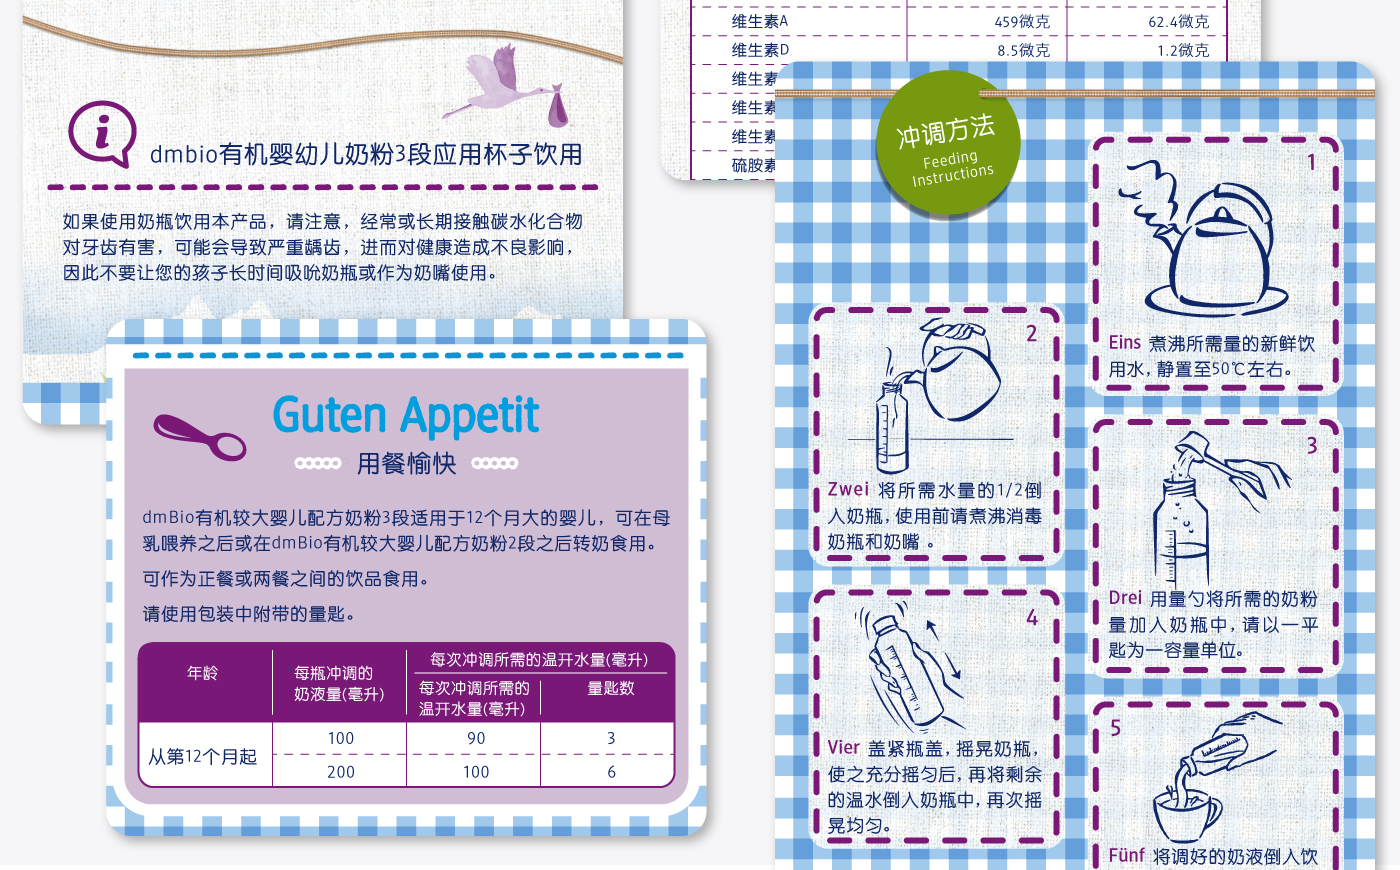 dmbio有机婴幼儿奶粉3段应用杯子饮用
如果使用奶瓶饮用本产品，请注意，经常或长期接触碳水化合物
对牙齿有害，可能会导致严重龋齿，进而对健康造成不良影响，
因此不要让您的孩子长时间吸吮奶瓶或作为奶嘴使用。
维生素A 459微克 62.4微克
维生素D 8.5微克 1.2微克
维生素
维生素
维生素
硫胺素
Guten Appetit
用餐愉快
dmBio有机较大婴儿配方奶粉3段适用于12个月大的婴儿，可在母
乳喂养之后或在dmBio有机较大婴儿配方奶粉2段之后转奶食用。
可作为正餐或两餐之间的饮品食用。
请使用包装中附带的量匙。
年龄
每瓶冲调的
奶液量(毫升)
每次冲调所需的温开水量(毫升)
每次冲调所需的
温开水量(毫升)
量匙数
从第12个月起
100 90 3
200 100 6
冲调方法
Feeding
Instructions
1
Eins 煮沸所需量的新鲜饮
用水，静置至50℃左右。
2
Zwei 将所需水量的1/2倒
入奶瓶，使用前请煮沸消毒
奶瓶和奶嘴 。
3
Drei 用量勺将所需的奶粉
量加入奶瓶中，请以一平
匙为一容量单位。
4
Vier 盖紧瓶盖，摇晃奶瓶，
使之充分摇匀后，再将剩余
的温水倒入奶瓶中，再次摇
晃均匀。
5
Fünf 将调好的奶液倒入饮